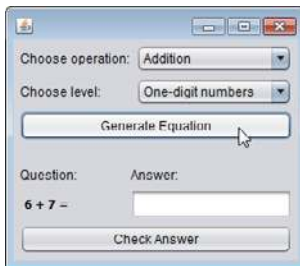 Choose operation: Addition
Choose level: One-digit numbers
Generate Equation
Question: Answer:
6 + 7 =
Check Answer